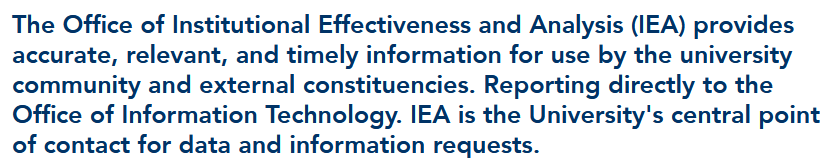 The Office of Institutional Effectiveness and Analysis (IEA) provides
accurate, relevant, and timely information for use by the university
community and external constituencies. Reporting directly to the
Office of Information Technology. IEA is the University's central point
of contact for data and information requests.